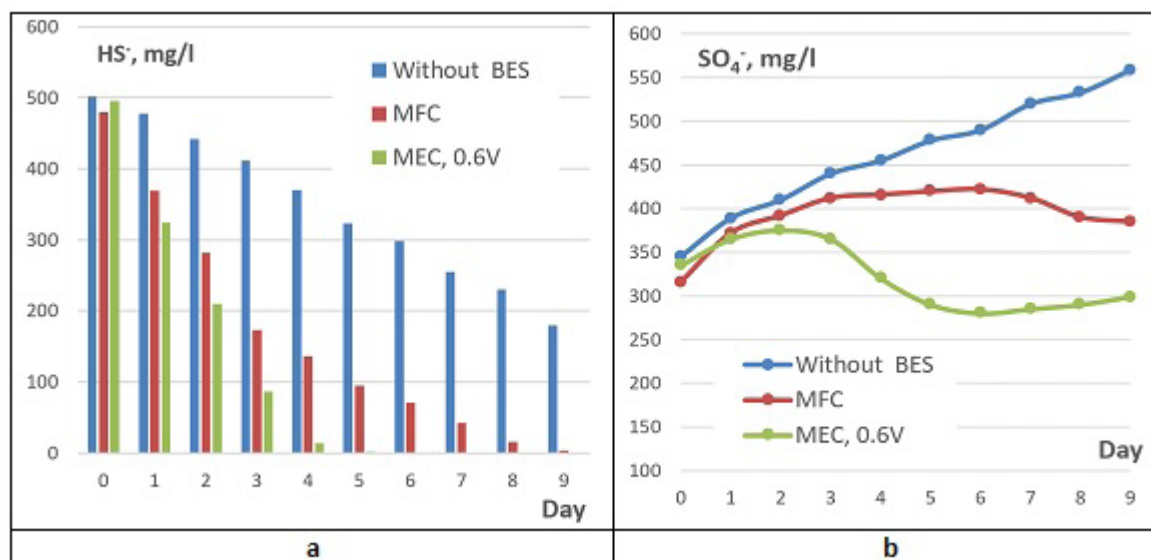 600
500
400
300
200
100
0
HS⁻, mg/l
Without BES
MFC
MEC, 0.6V
0 1 2 3 4 5 6 7 8 9
Day
a
600
550
500
450
400
350
300
250
200
150
100
SO₄⁻, mg/l
Without BES
MFC
MEC, 0.6V
Day
0 1 2 3 4 5 6 7 8 9
b